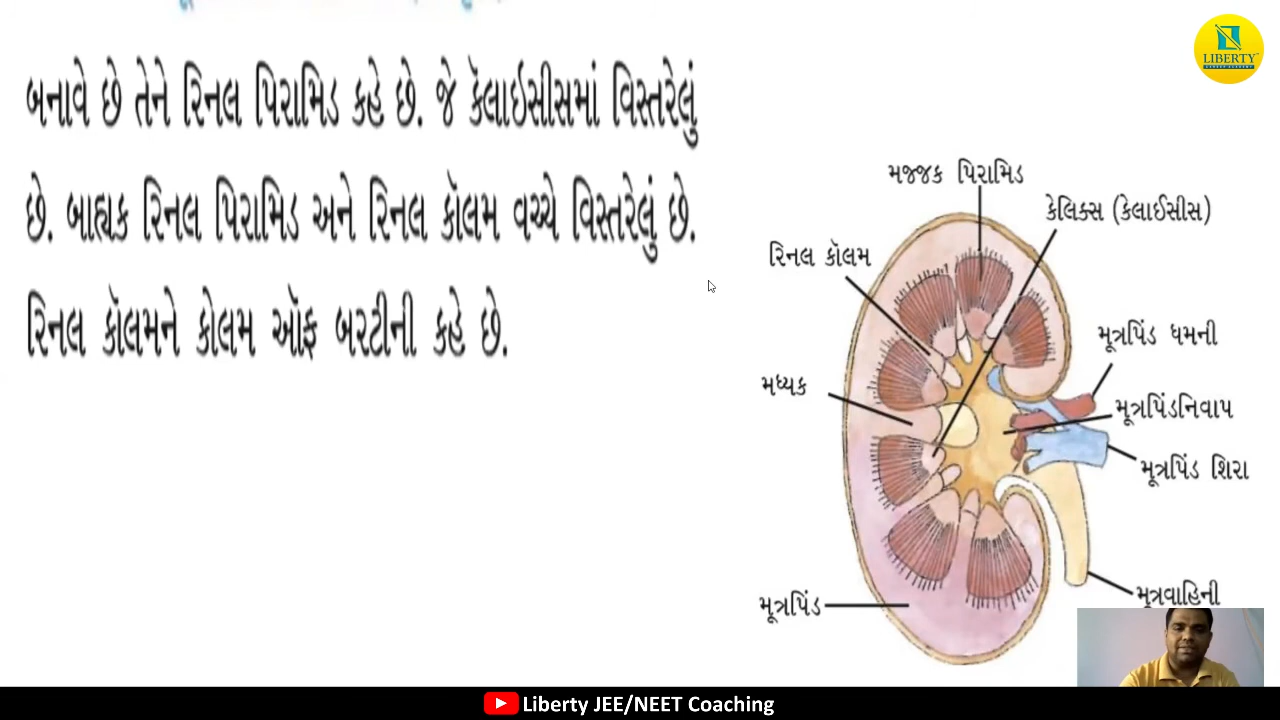 LIBERTY
બનાવે છે તેને રિનલ પિરામિડ કહે છે. જે કૅલાઇસીસમાં વિસ્તરેલું
છે. બાહ્યક રિનલ પિરામિડ અને રિનલ કૉલમ વચ્ચે વિસ્તરેલું છે.
રિનલ કૉલમને કોલમ ઑફ બરટીની કહે છે.
મજ્જક પિરામિડ
કેલિક્સ (કેલાઈસીસ)
રિનલ કૉલમ
મૂત્રપિંડ ધમની
મધ્યક
મૂત્રપિંડનિવાપ
મૂત્રપિંડ શિરા
મૂત્રપિંડ
મૂત્રવાહિની
Liberty JEE/NEET Coaching